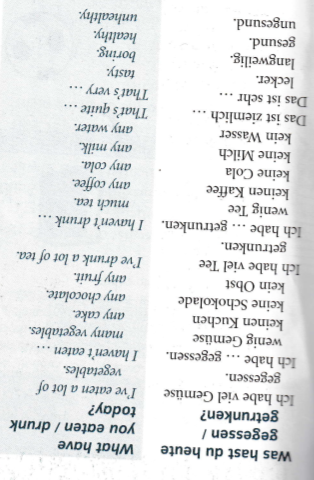 Was hast du heute
gegessen /
getrunken?
Ich habe viel Gemüse
gegessen.
Ich habe … gegessen.
wenig Gemüse
keinen Kuchen
keine Schokolade
kein Obst
Ich habe viel Tee
getrunken.
Ich habe … getrunken.
wenig Tee
keinen Kaffee
keine Cola
keine Milch
kein Wasser
Das ist ziemlich …
Das ist sehr …
lecker.
langweilig.
gesund.
ungesund.
What have
you eaten / drunk
today?
I've eaten a lot of
vegetables.
I haven't eaten …
many vegetables.
any cake.
any chocolate.
any fruit.
I've drunk a lot of tea.
I haven't drunk …
much tea.
any coffee.
any cola.
any milk.
any water.
That's quite …
That's very …
tasty.
boring.
healthy.
unhealthy.